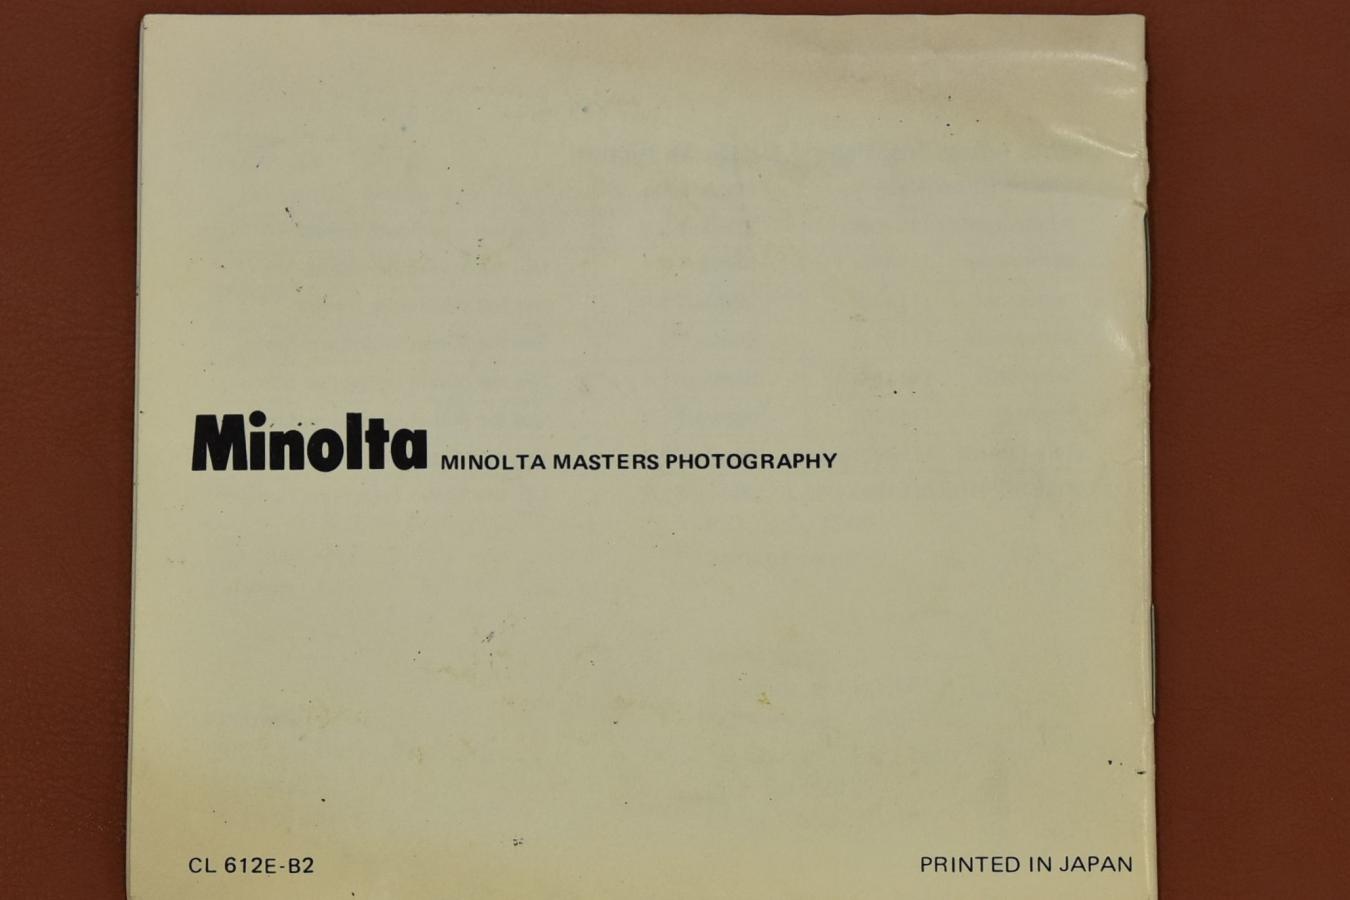 Minolta MINOLTA MASTERS PHOTOGRAPHY
CL 612E-B2
PRINTED IN JAPAN